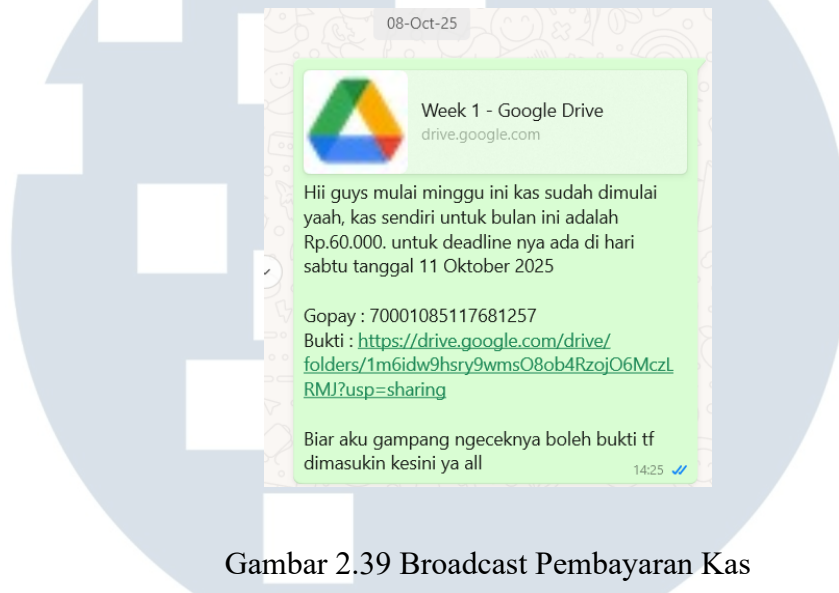 08-Oct-25
Week 1 - Google Drive
drive.google.com
Hii guys mulai minggu ini kas sudah dimulai
yaah, kas sendiri untuk bulan ini adalah
Rp.60.000. untuk deadline nya ada di hari
sabtu tanggal 11 Oktober 2025
Gopay : 70001085117681257
Bukti : https://drive.google.com/drive/
folders/1m6idw9hsry9wmsO8ob4RzojO6MczL
RMJ?usp=sharing
Biar aku gampang ngeceknya boleh bukti tf
dimasukin kesini ya all
14:25
Gambar 2.39 Broadcast Pembayaran Kas